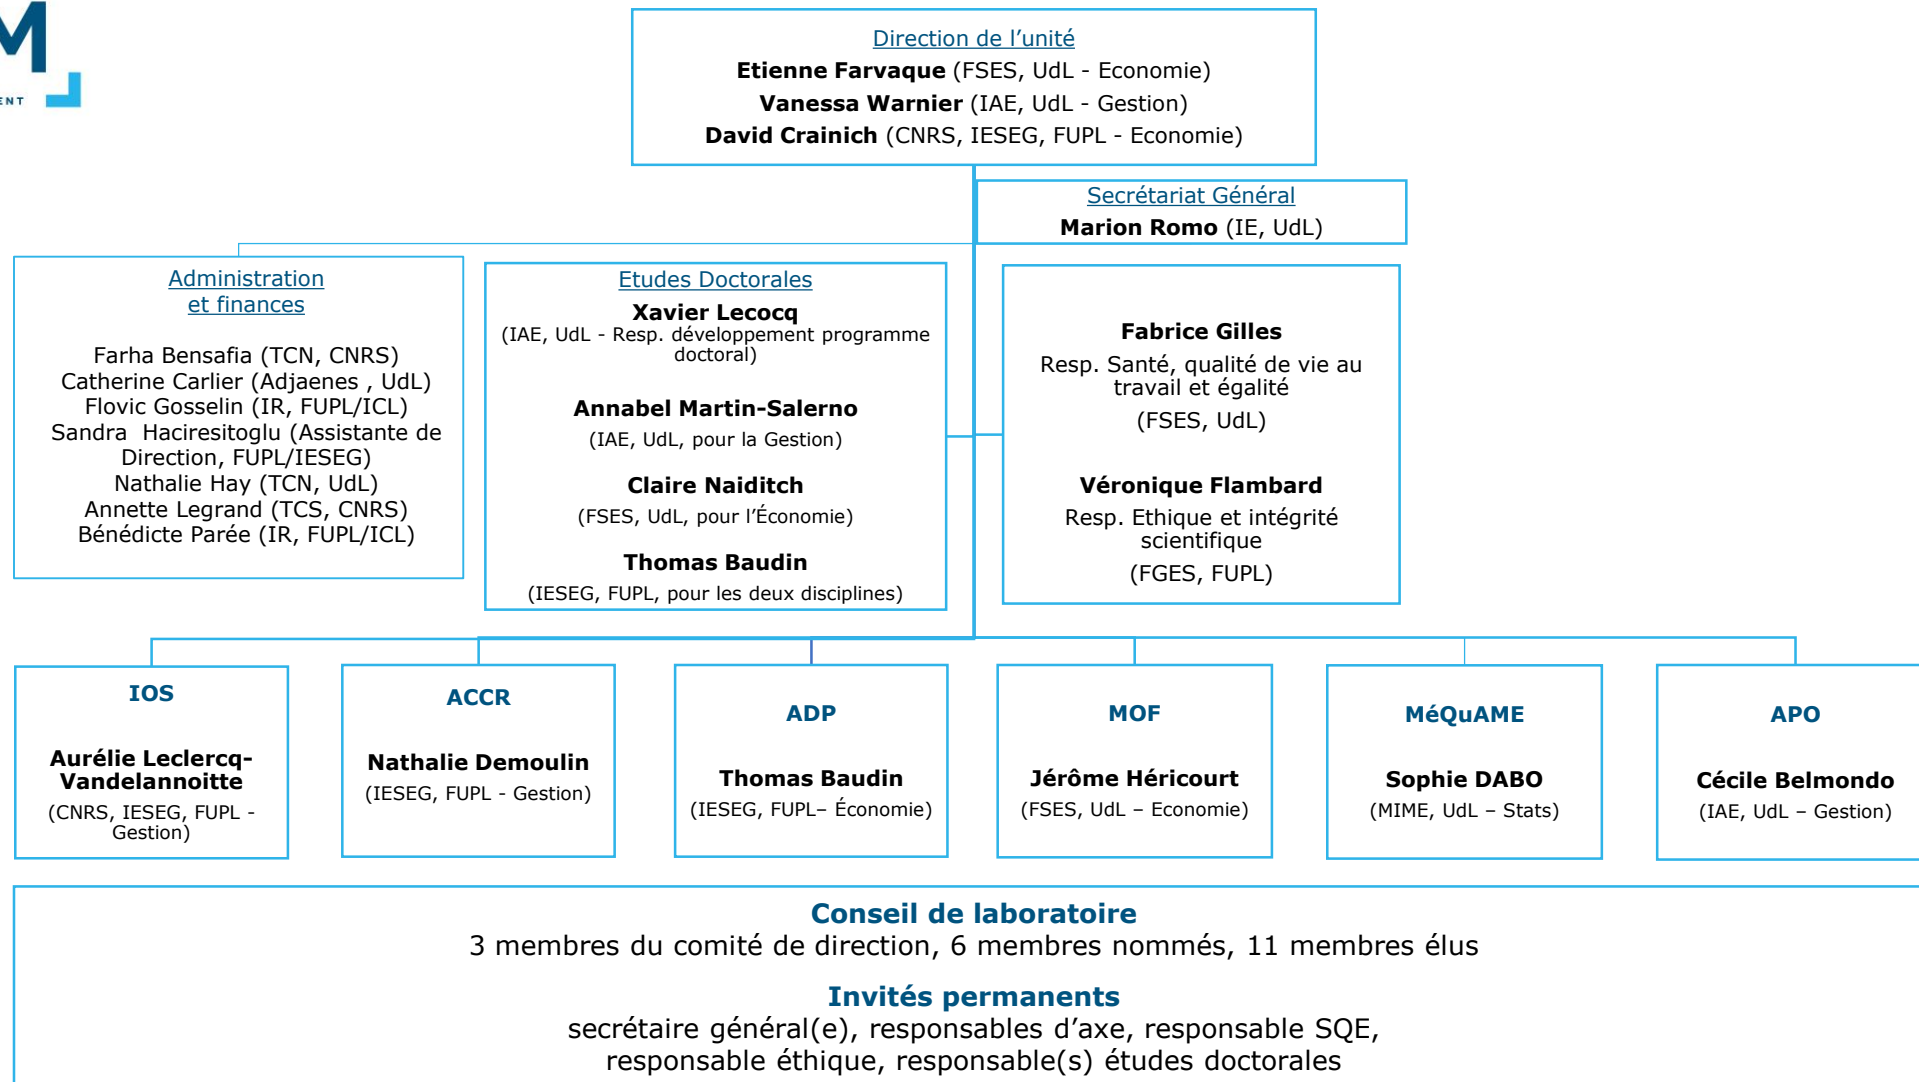 M
ENT
Direction de l’unité
Etienne Farvaque (FSES, UdL - Economie)
Vanessa Warnier (IAE, UdL - Gestion)
David Crainich (CNRS, IESEG, FUPL - Economie)
Secrétariat Général
Marion Romo (IE, UdL)
Administration
et finances
Farha Bensafia (TCN, CNRS)
Catherine Carlier (Adjaenes , UdL)
Flovic Gosselin (IR, FUPL/ICL)
Sandra  Haciresitoglu (Assistante de
Direction, FUPL/IESEG)
Nathalie Hay (TCN, UdL)
Annette Legrand (TCS, CNRS)
Bénédicte Parée (IR, FUPL/ICL)
Etudes Doctorales
Xavier Lecocq
(IAE, UdL - Resp. développement programme
doctoral)
Annabel Martin-Salerno
(IAE, UdL, pour la Gestion)
Claire Naiditch
(FSES, UdL, pour l’Économie)
Thomas Baudin
(IESEG, FUPL, pour les deux disciplines)
Fabrice Gilles
Resp. Santé, qualité de vie au
travail et égalité
(FSES, UdL)
Véronique Flambard
Resp. Ethique et intégrité
scientifique
(FGES, FUPL)
IOS
Aurélie Leclercq-
Vandelannoitte
(CNRS, IESEG, FUPL -
Gestion)
ACCR
Nathalie Demoulin
(IESEG, FUPL - Gestion)
ADP
Thomas Baudin
(IESEG, FUPL– Économie)
MOF
Jérôme Héricourt
(FSES, UdL – Economie)
MéQuAME
Sophie DABO
(MIME, UdL – Stats)
APO
Cécile Belmondo
(IAE, UdL – Gestion)
Conseil de laboratoire
3 membres du comité de direction, 6 membres nommés, 11 membres élus
Invités permanents
secrétaire général(e), responsables d’axe, responsable SQE,
responsable éthique, responsable(s) études doctorales